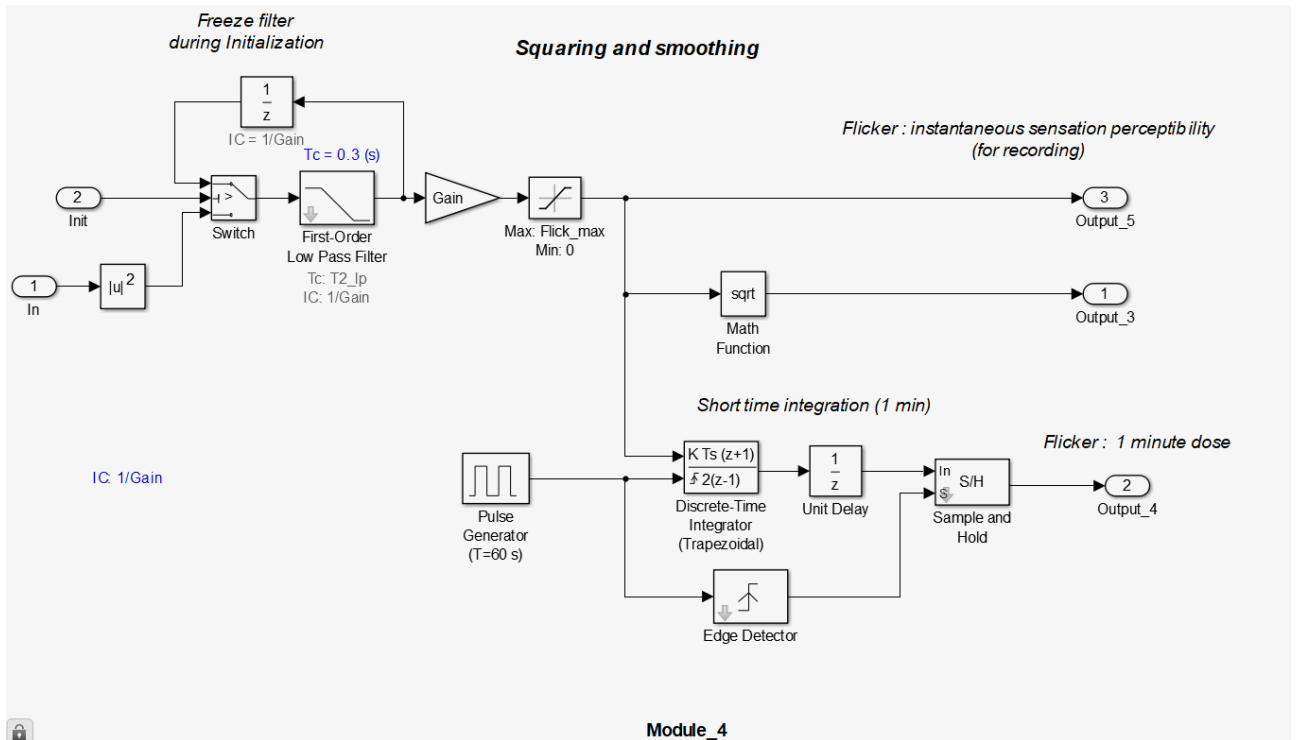 Freeze filter
during Initialization
Squaring and smoothing
1
z
IC = 1/Gain
Flicker : instantaneous sensation perceptibility
(for recording)
Tc = 0.3 (s)
2
Init
>
Switch
First-Order
Low Pass Filter
Tc: T2_lp
IC: 1/Gain
Gain
Max: Flick_max
Min: 0
3
Output_5
1
In
|u| 2
sqrt
Math
Function
1
Output_3
Short time integration (1 min)
Flicker : 1 minute dose
IC: 1/Gain
Pulse
Generator
(T=60 s)
K Ts (z+1)
2(z-1)
Discrete-Time
Integrator
(Trapezoidal)
1
z
Unit Delay
In
S/H
S
Sample and
Hold
2
Output_4
Edge Detector
Module_4